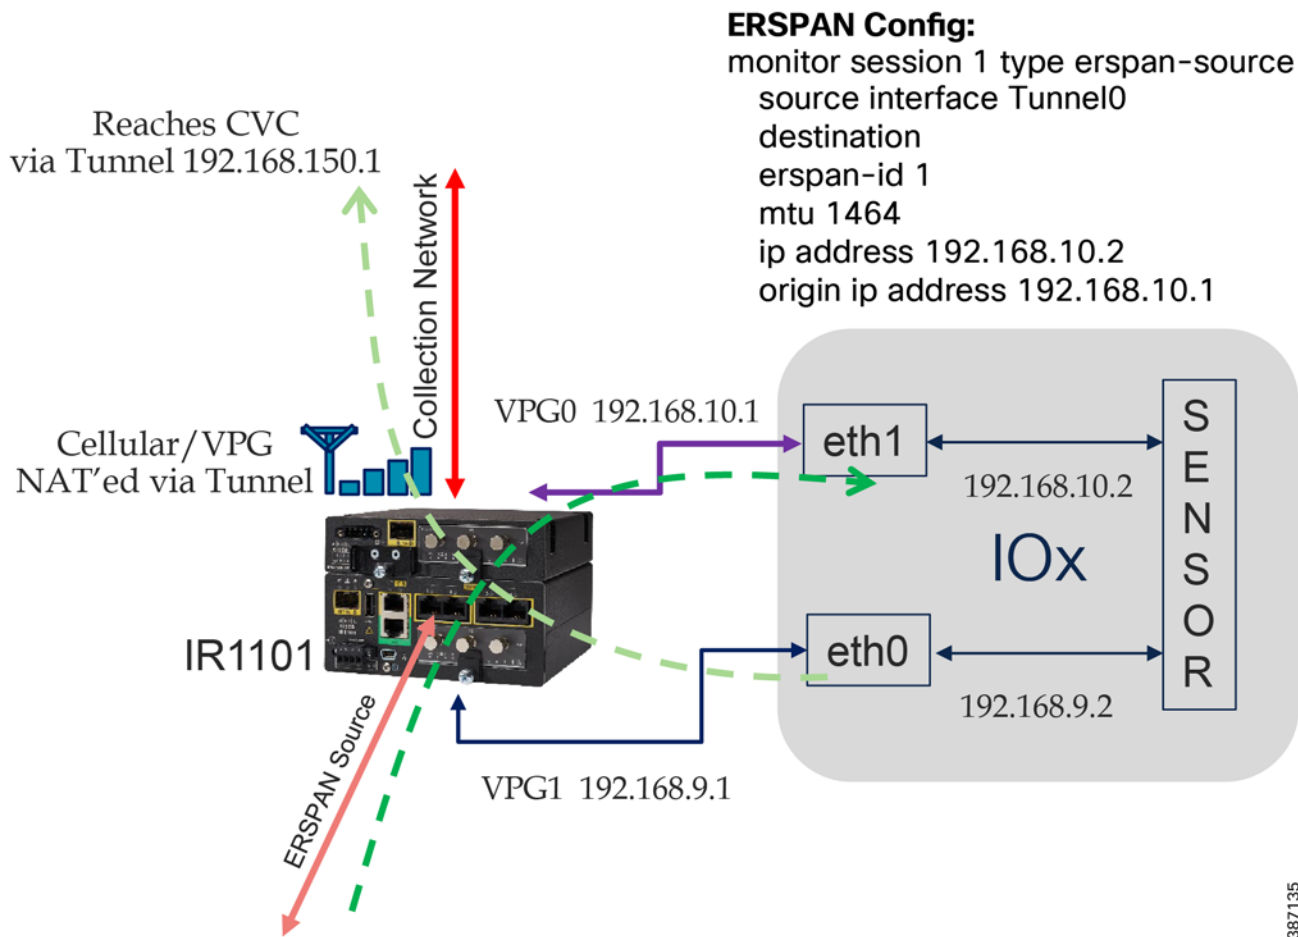 ERSPAN Config:
monitor session 1 type erspan-source
source interface Tunnel0
destination
erspan-id 1
mtu 1464
ip address 192.168.10.2
origin ip address 192.168.10.1
Reaches CVC
via Tunnel 192.168.150.1
Collection Network
Cellular/VPG
NAT'ed via Tunnel
VPG0 192.168.10.1
eth1
192.168.10.2
SENSOR
IOx
IR1101
eth0
192.168.9.2
ERSPAN Source
VPG1 192.168.9.1
387135